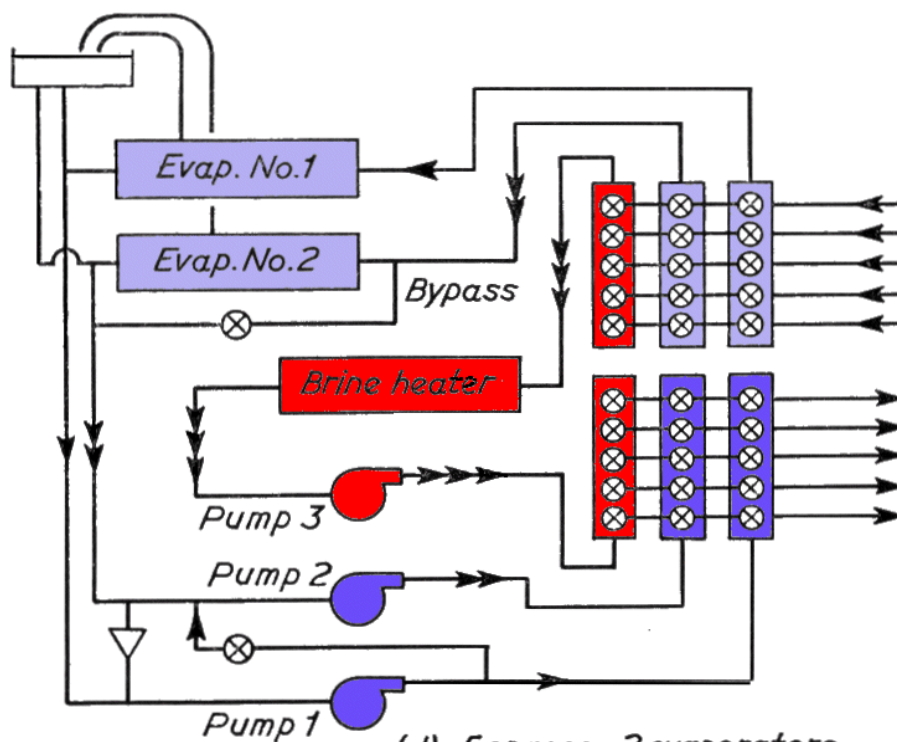 Evap. No.1
Evap. No.2
Bypass
Brine heater
Pump 3
Pump 2
Pump 1